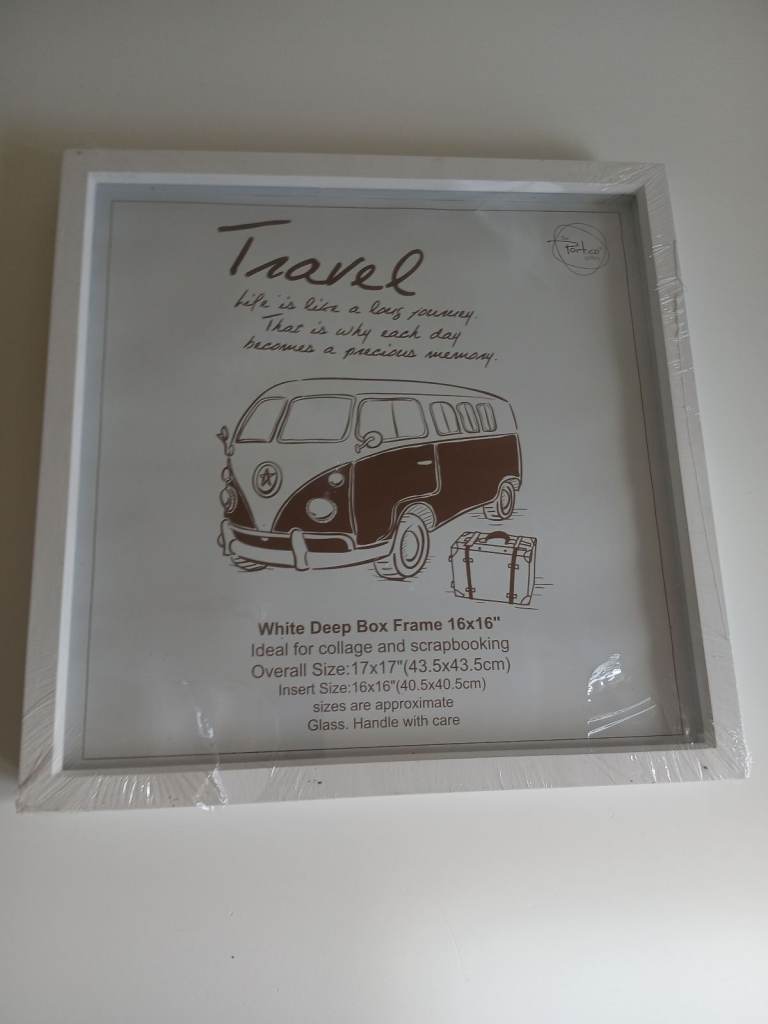 Travel
Life is like a long journey.
That is why each day
becomes a precious memory.
Portico
White Deep Box Frame 16x16"
Ideal for collage and scrapbooking
Overall Size:17x17"(43.5x43.5cm)
Insert Size:16x16"(40.5x40.5cm)
sizes are approximate
Glass. Handle with care